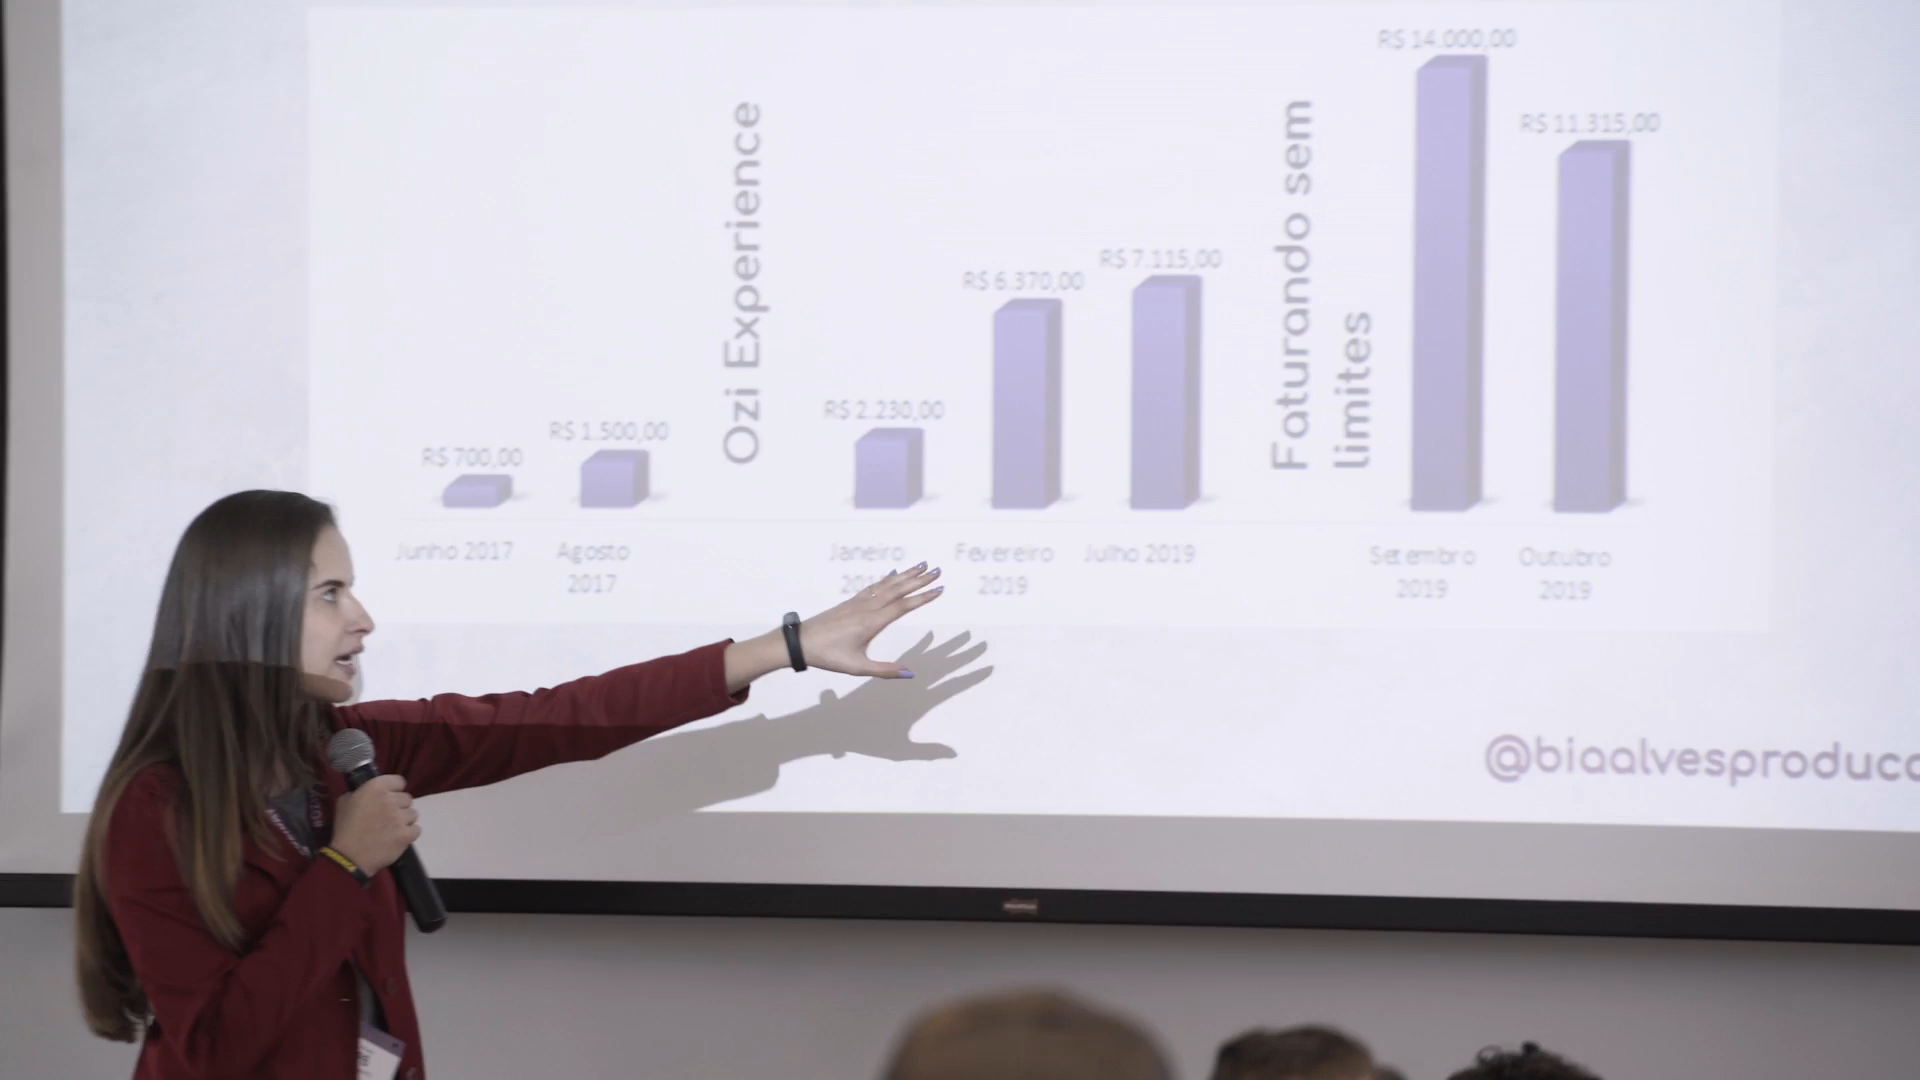 R$ 14.000,00
R$ 11.315,00
R$ 7.115,00
R$ 6.370,00
R$ 2.230,00
R$ 1.500,00
R$ 700,00
Ozi Experience
Faturando sem
limites
Junho 2017
Agosto
2017
Janeiro
Fevereiro
2019
Julho 2019
Setembro
2019
Outubro
2019
@biaalvesproduc